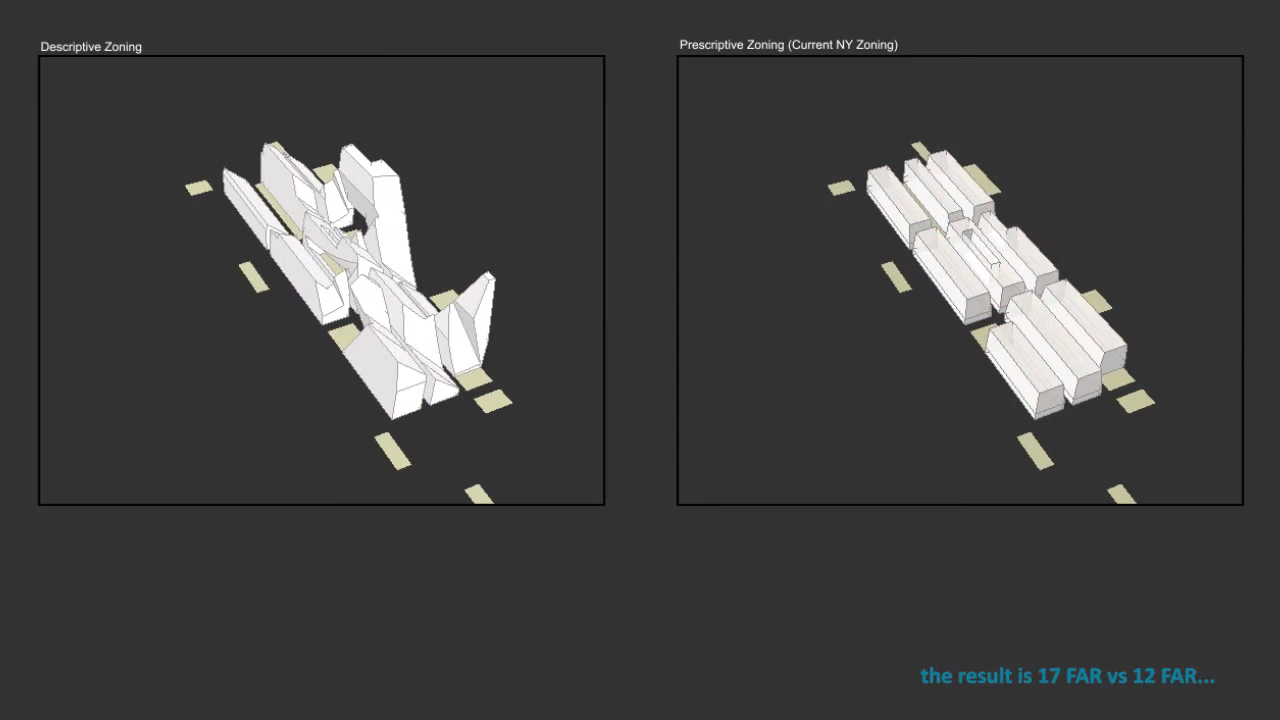 Descriptive Zoning
Prescriptive Zoning (Current NY Zoning)
the result is 17 FAR vs 12 FAR...